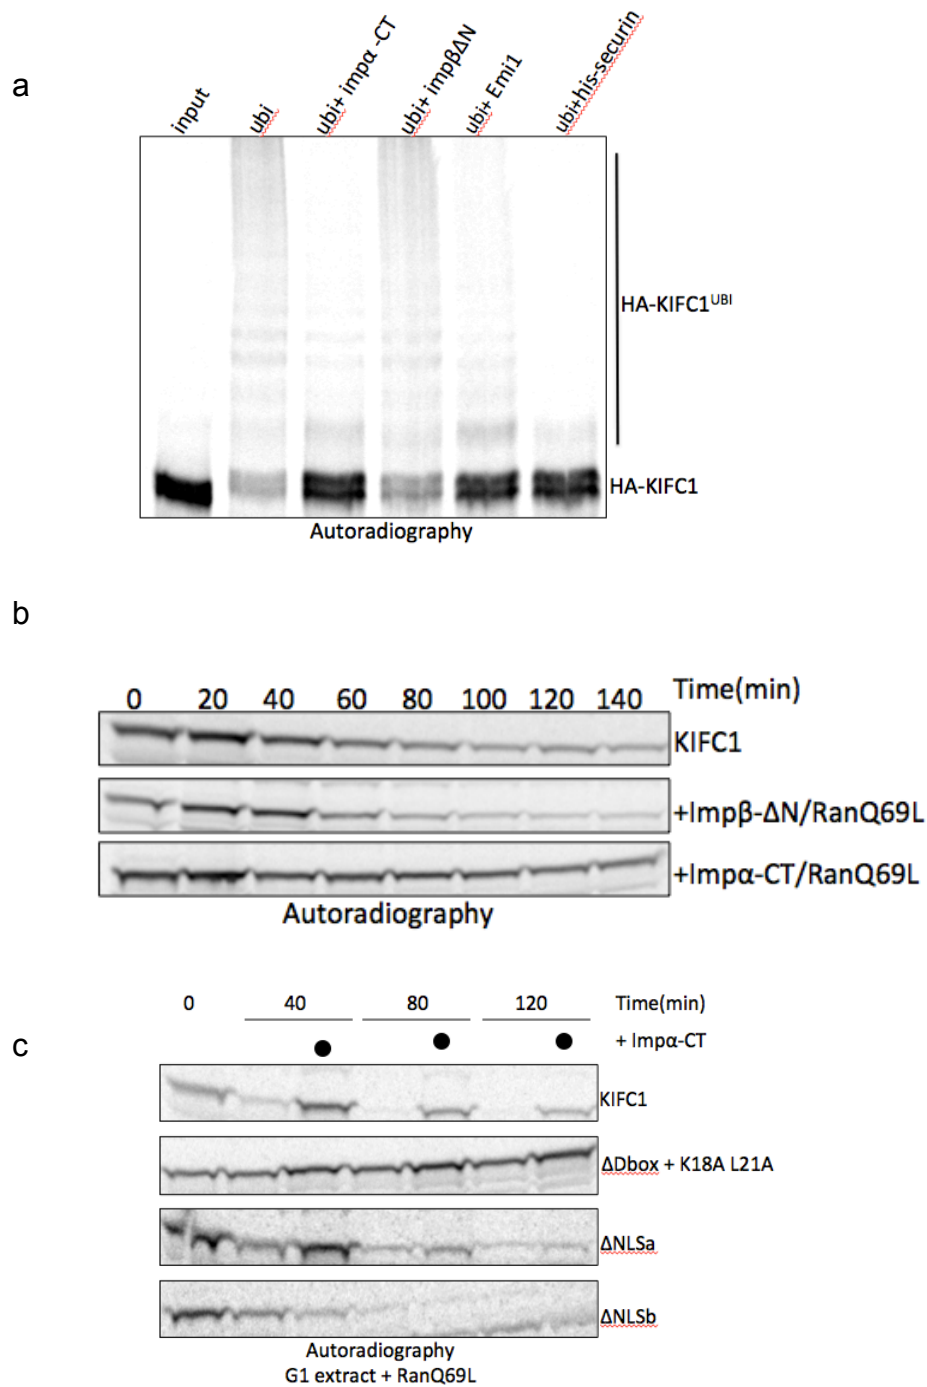 a
input
ubi
ubi+ impα -CT
ubi+ impβΔN
ubi+ Emi1
ubi+his-securin
HA-KIFC1ᵁᴮᴵ
HA-KIFC1
Autoradiography
b
0 20 40 60 80 100 120 140 Time(min)
KIFC1
+Impβ-ΔN/RanQ69L
+Impα-CT/RanQ69L
Autoradiography
0 40 80 120 Time(min)
c
+ Impα-CT
KIFC1
ΔDbox + K18A L21A
ΔNLSa
ΔNLSb
Autoradiography
G1 extract + RanQ69L